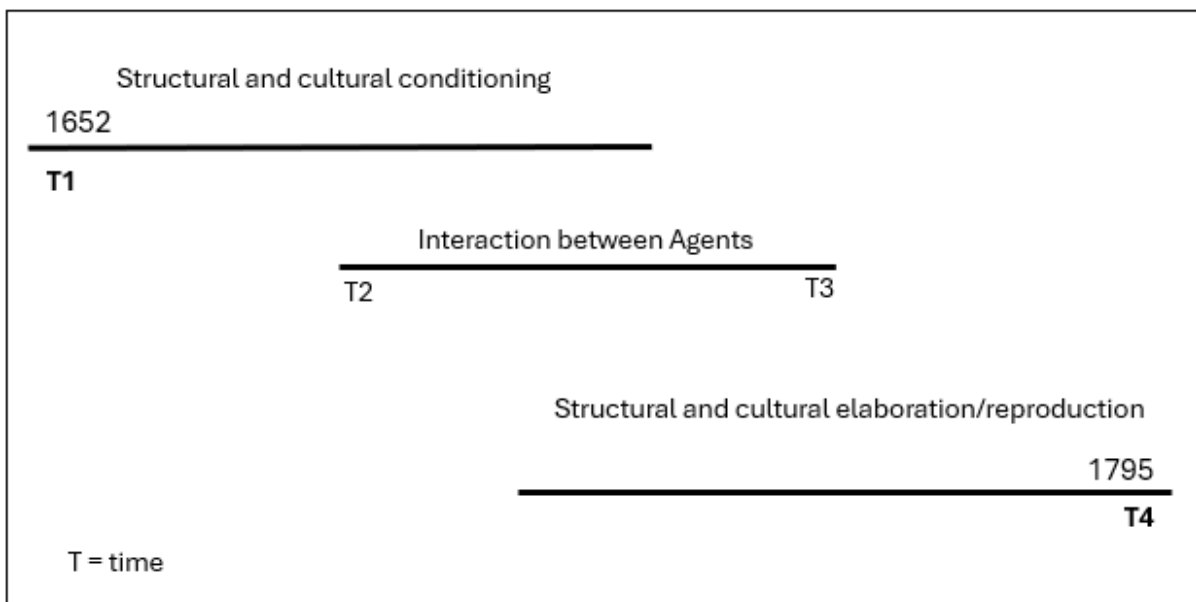 Structural and cultural conditioning
1652
T1
Interaction between Agents
T2
T3
Structural and cultural elaboration/reproduction
1795
T4
T = time